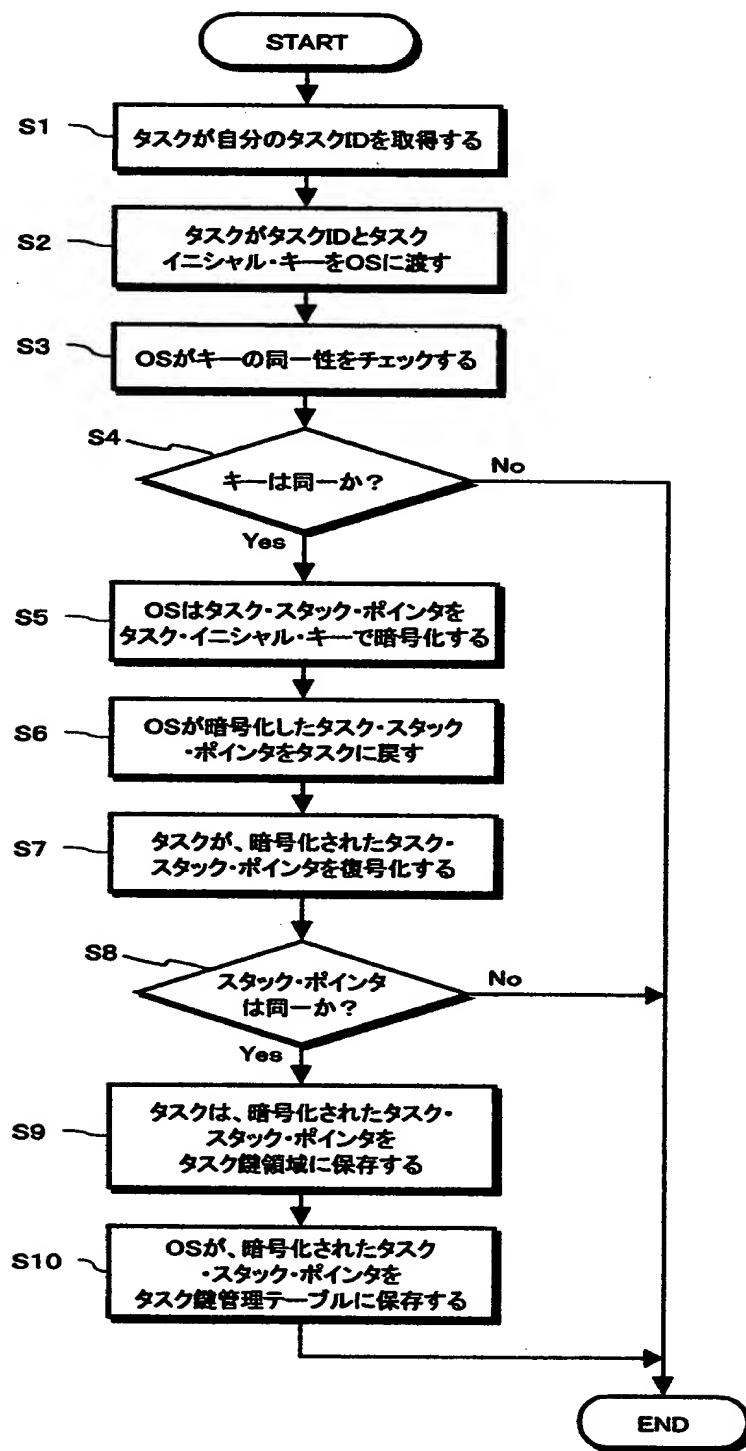 START
S1
タスクが自分のタスクIDを取得する
S2
タスクがタスクIDとタスク
イニシャル・キーをOSに渡す
S3
OSがキーの同一性をチェックする
S4
キーは同一か？
No
Yes
S5
OSはタスク・スタック・ポインタを
タスク・イニシャル・キーで暗号化する
S6
OSが暗号化したタスク・スタック
・ポインタをタスクに戻す
S7
タスクが、暗号化されたタスク・
スタック・ポインタを復号化する
S8
スタック・ポインタ
は同一か？
No
Yes
S9
タスクは、暗号化されたタスク・
スタック・ポインタを
タスク鍵領域に保存する
S10
OSが、暗号化されたタスク
・スタック・ポインタを
タスク鍵管理テーブルに保存する
END